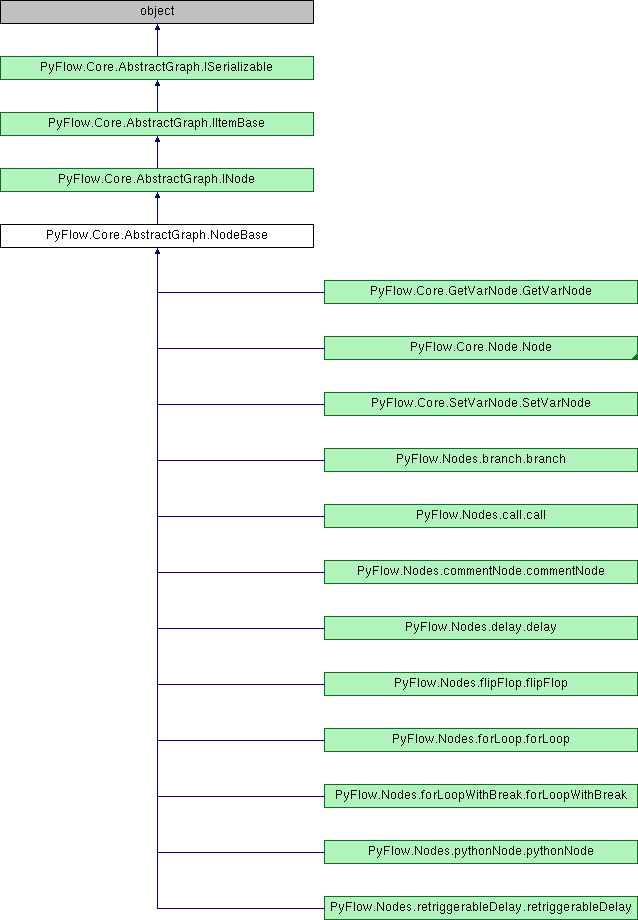 object
PyFlow.Core.AbstractGraph.ISerializable
PyFlow.Core.AbstractGraph.IItemBase
PyFlow.Core.AbstractGraph.INode
PyFlow.Core.AbstractGraph.NodeBase
PyFlow.Core.GetVarNode.GetVarNode
PyFlow.Core.Node.Node
PyFlow.Core.SetVarNode.SetVarNode
PyFlow.Nodes.branch.branch
PyFlow.Nodes.call.call
PyFlow.Nodes.commentNode.commentNode
PyFlow.Nodes.delay.delay
PyFlow.Nodes.flipFlop.flipFlop
PyFlow.Nodes.forLoop.forLoop
PyFlow.Nodes.forLoopWithBreak.forLoopWithBreak
PyFlow.Nodes.pythonNode.pythonNode
PyFlow.Nodes.retriggerableDelay.retriggerableDelay